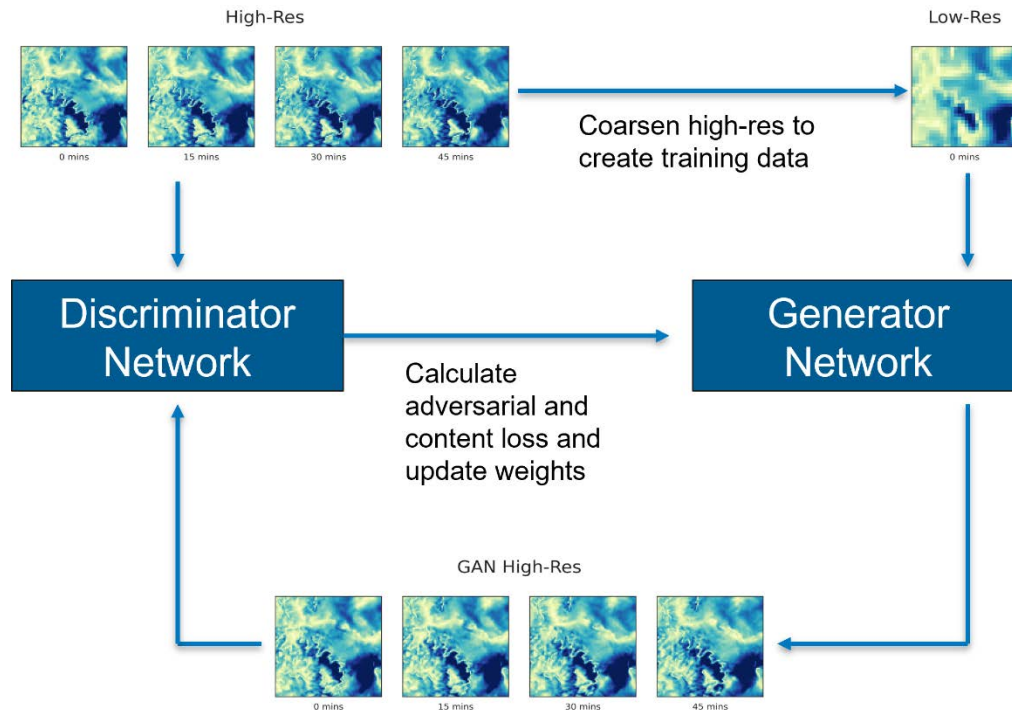 High-Res
Low-Res
0 mins
15 mins
30 mins
45 mins
0 mins
Coarsen high-res to
create training data
Discriminator
Network
Generator
Network
Calculate
adversarial and
content loss and
update weights
GAN High-Res
0 mins
15 mins
30 mins
45 mins